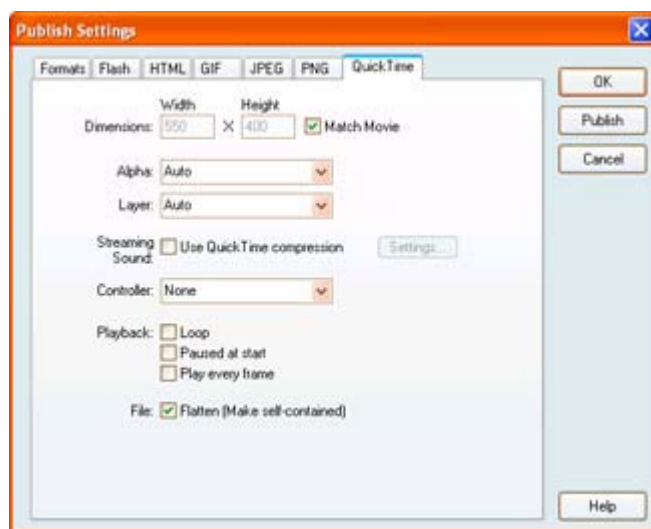 Publish Settings
Formats Flash HTML GIF JPEG PNG QuickTime
OK
Publish
Cancel
Width Height
Dimensions: 550 X 400 Match Movie
Alpha: Auto
Layer: Auto
Streaming Sound: Use QuickTime compression Settings...
Controller: None
Playback: Loop
Paused at start
Play every frame
File: Flatten (Make self-contained)
Help